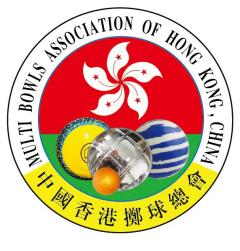 MULTI BOWLS ASSOCIATION OF HONG KONG, CHINA
中國香港擲球總會